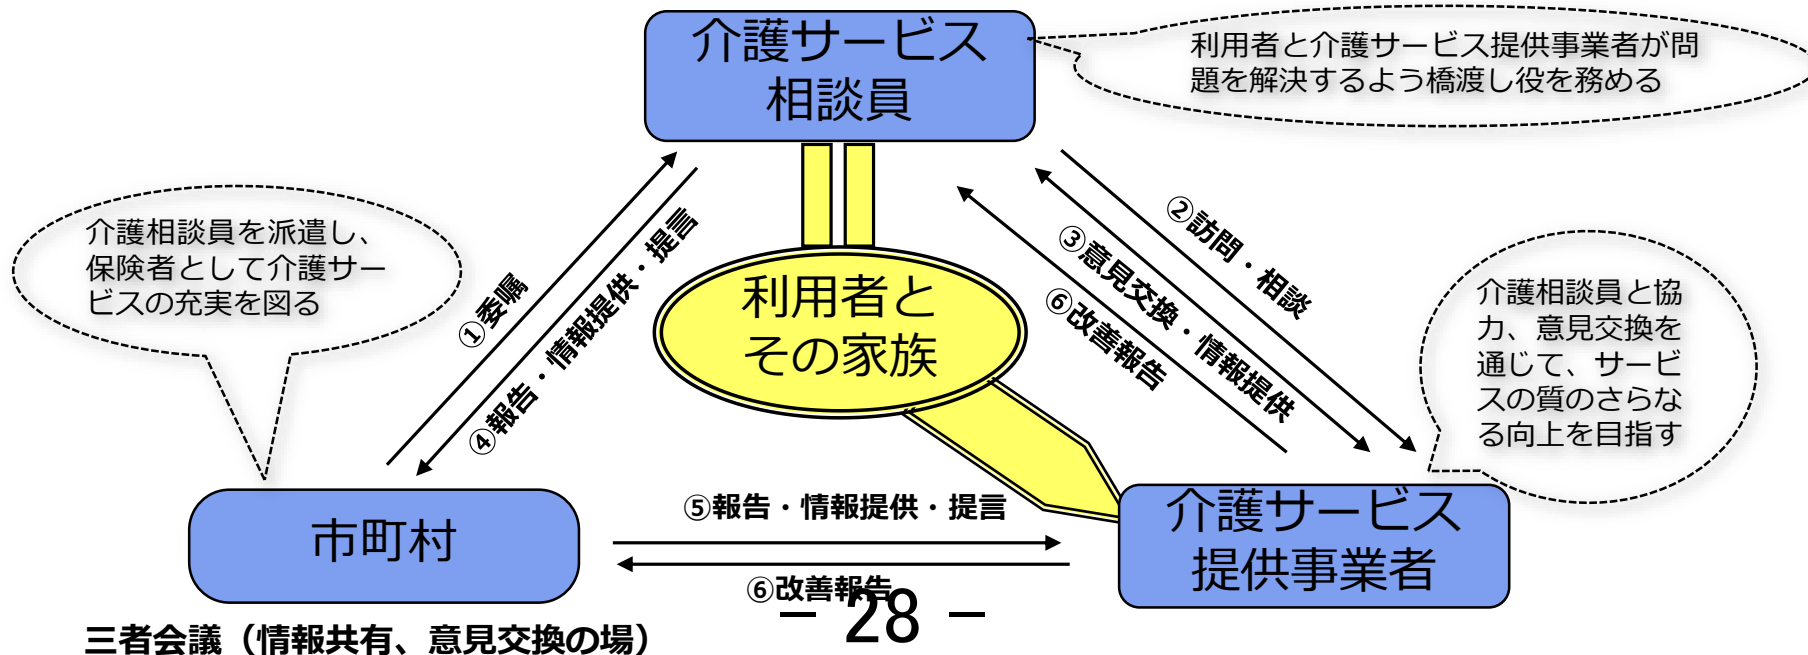 介護サービス
相談員
利用者と介護サービス提供事業者が問
題を解決するよう橋渡し役を務める
介護相談員を派遣し、
保険者として介護サー
ビスの充実を図る
①委嘱
④報告・情報提供・提言
利用者と
その家族
②訪問・相談
③意見交換・情報提供
⑥改善報告
介護相談員と協
力、意見交換を
通じて、サービ
スの質のさらな
る向上を目指す
市町村
⑤報告・情報提供・提言
⑥改善報告
介護サービス
提供事業者
三者会議（情報共有、意見交換の場）
－ 28 －